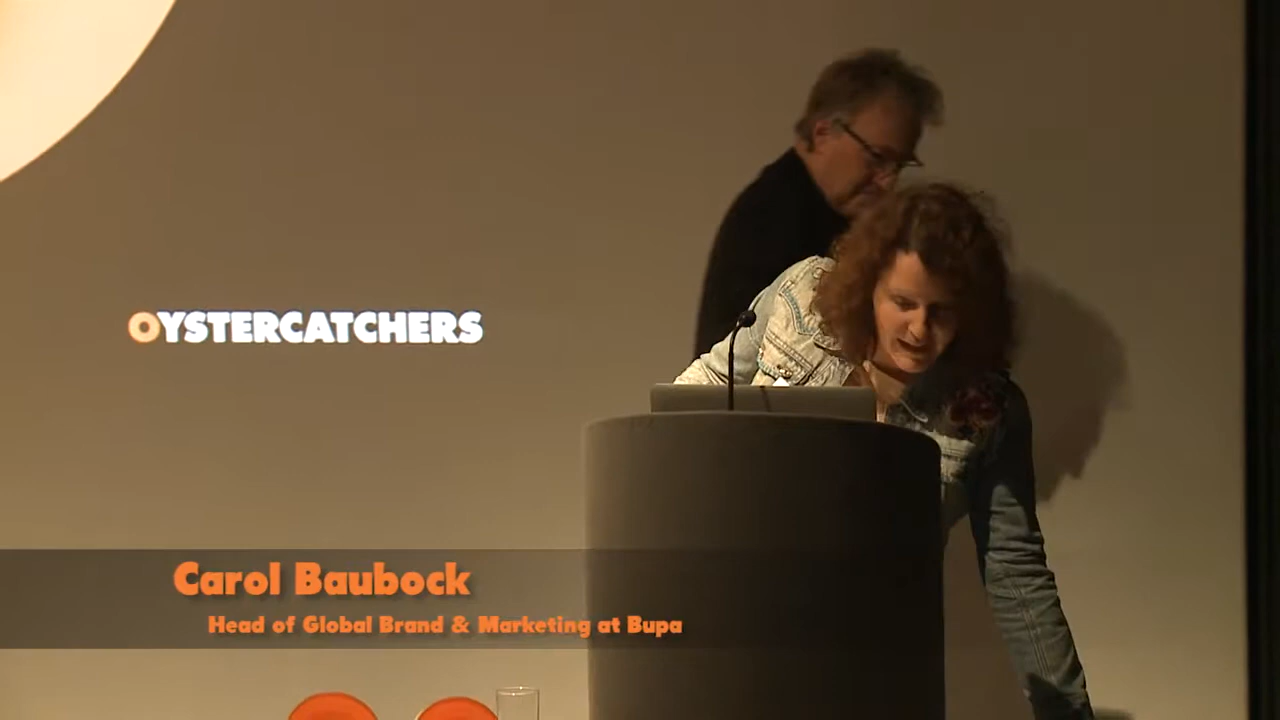 OYSTERCATCHERS
Carol Baubock
Head of Global Brand & Marketing at Bupa